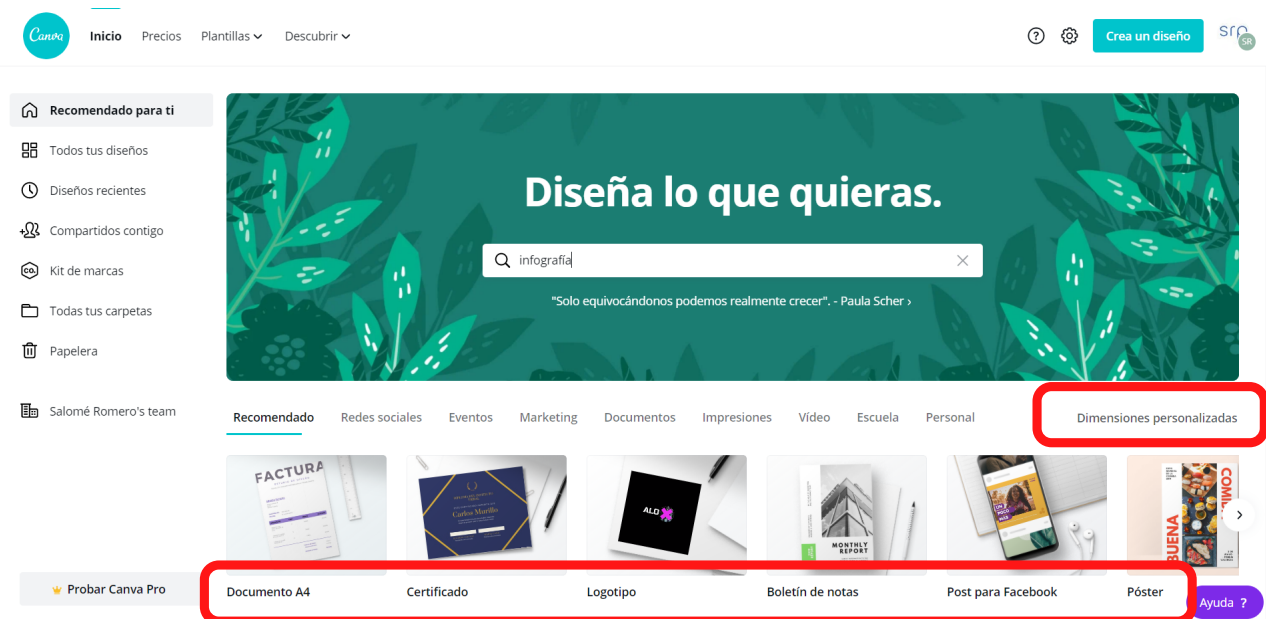 Canva
Inicio Precios Plantillas Descubrir
? Crea un diseño
SR
Recomendado para ti
Todos tus diseños
Diseños recientes
Compartidos contigo
co. Kit de marcas
Todas tus carpetas
Papelera
Salomé Romero's team
Probar Canva Pro
Diseña lo que quieras.
infografía
"Solo equivocándonos podemos realmente crecer". - Paula Scher ›
Recomendado Redes sociales Eventos Marketing Documentos Impresiones Vídeo Escuela Personal Dimensiones personalizadas
FACTURA
Carlos Murillo
ALO
MONTHLY
REPORT
BUENA
Documento A4 Certificado Logotipo Boletín de notas Post para Facebook Póster
Ayuda ?